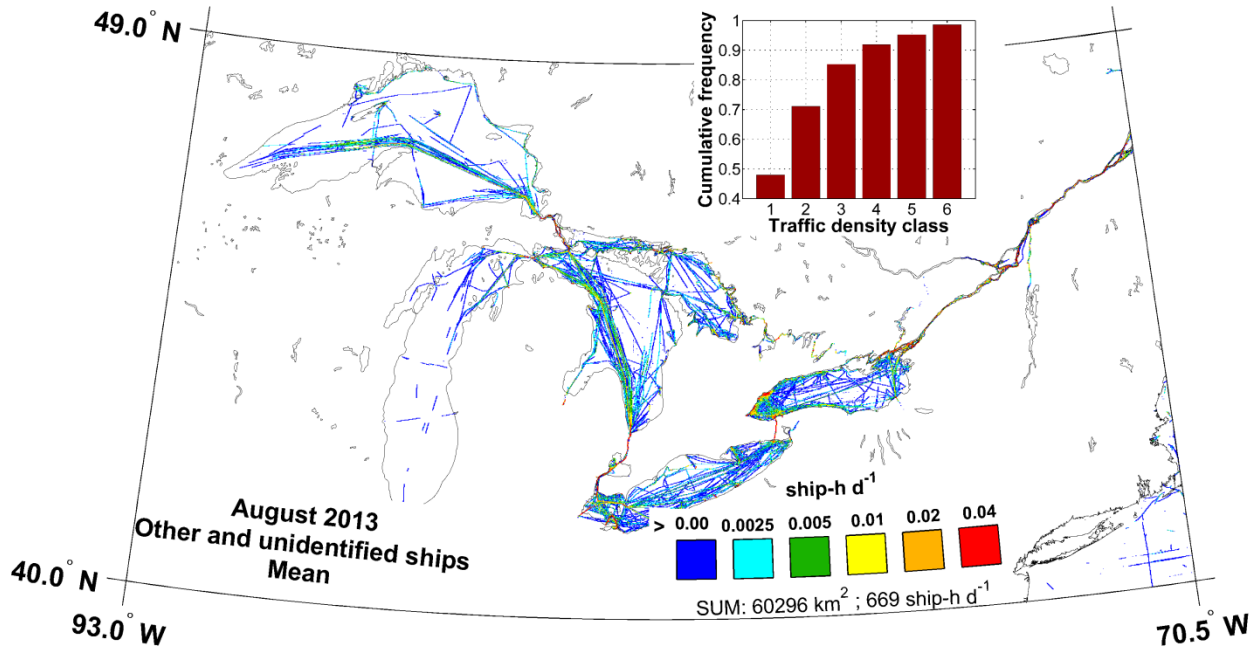 49.0° N
1
0.9
0.8
0.7
0.6
0.5
0.4
Cumulative frequency
1 2 3 4 5 6
Traffic density class
August 2013
Other and unidentified ships
Mean
ship-h d⁻¹
> 0.00 0.0025 0.005 0.01 0.02 0.04
SUM: 60296 km² ; 669 ship-h d⁻¹
40.0° N
93.0° W
70.5° W